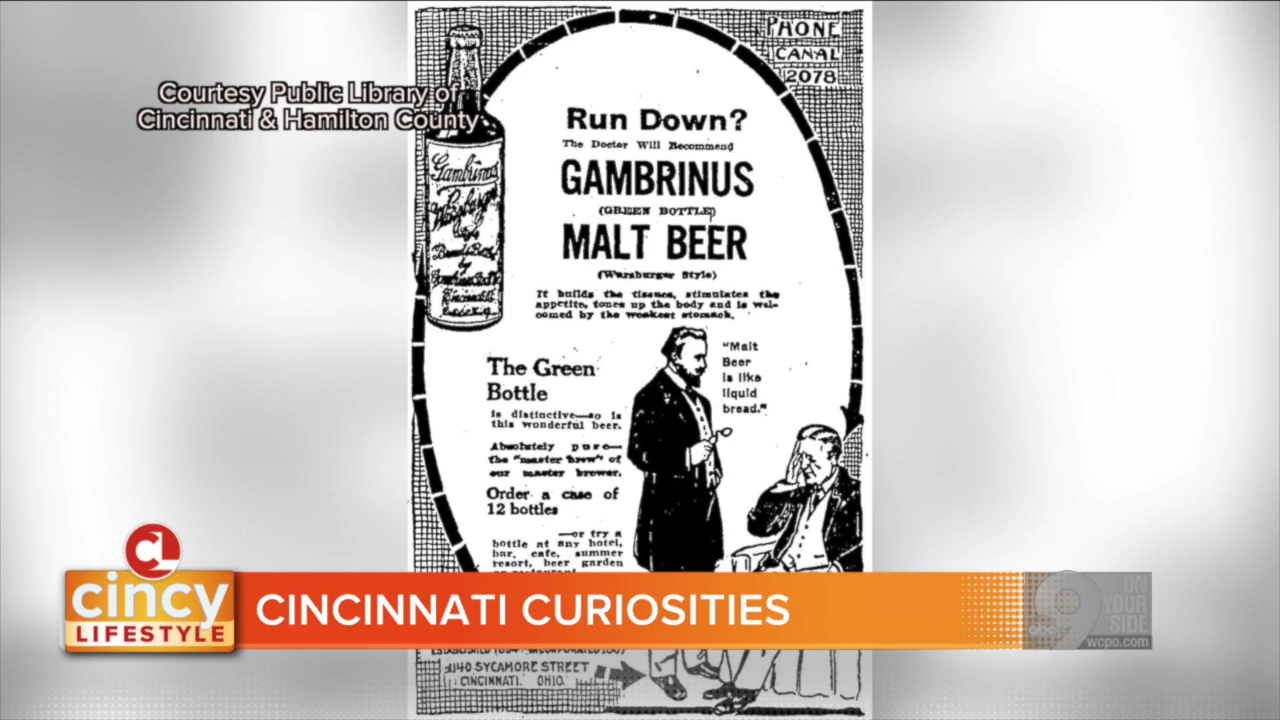 Courtesy Public Library of
Cincinnati & Hamilton County
PHONE
CANAL
2078
Run Down?
The Doctor Will Recommend
GAMBRINUS
(GREEN BOTTLE)
MALT BEER
(Wurzburger Style)
It builds the tissues, stimulates the
appetite, tones up the body and is wel-
comed by the weakest stomach.
Gambrinus
The Green
Bottle
is distinctive—so is
this wonderful beer.
Absolutely pure—
the "master brew" of
our master brewer.
Order a case of
12 bottles
—or try a
bottle at any hotel,
bar, cafe, summer
resort, beer garden
"Malt
Beer
is like
liquid
bread."
cincy
LIFESTYLE
CINCINNATI CURIOSITIES
abc 9
ON
YOUR
SIDE
wcpo.com
1140 SYCAMORE STREET
CINCINNATI, OHIO.